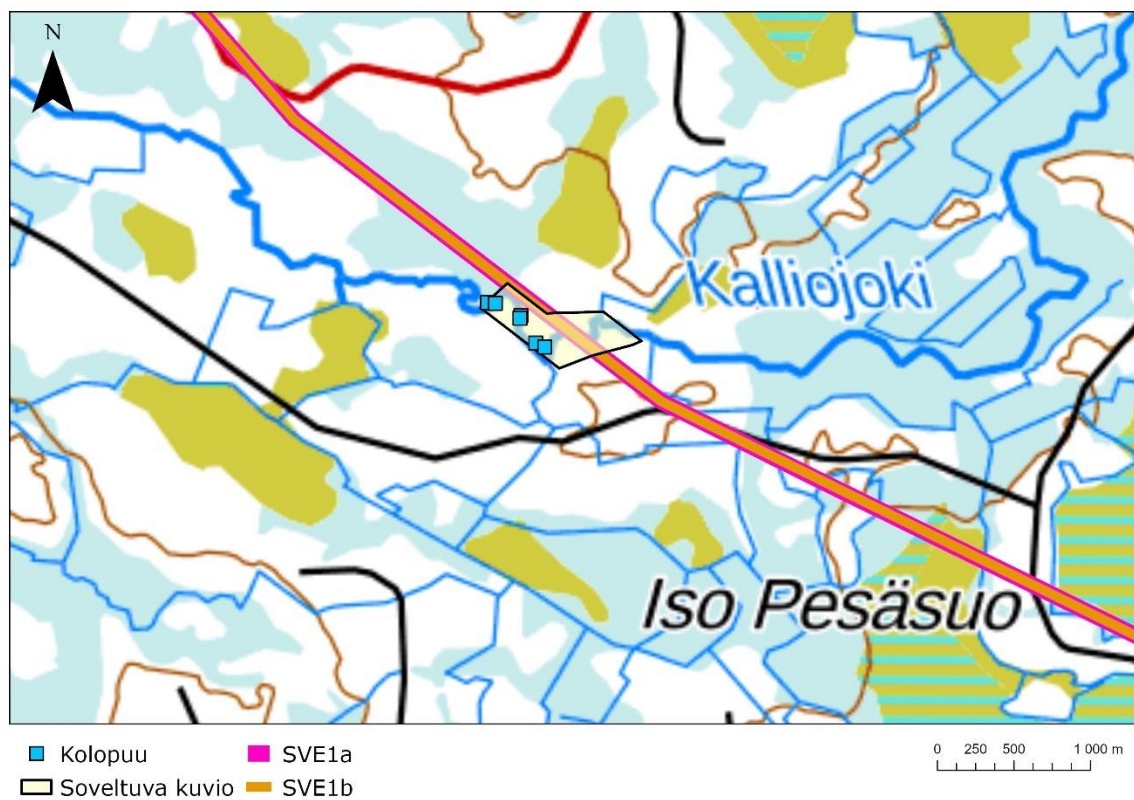 N
Kalliojoki
Iso Pesäsuo
Kolopuu
SVE1a
0 250 500 1 000 m
Soveltuva kuvio
SVE1b